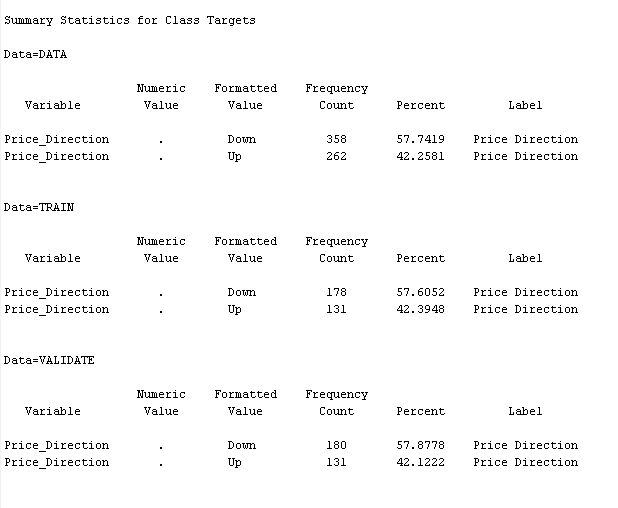 Summary Statistics for Class Targets
Data=DATA
Numeric Formatted Frequency
Variable Value Value Count Percent Label
Price_Direction . Down 358 57.7419 Price Direction
Price_Direction . Up 262 42.2581 Price Direction
Data=TRAIN
Numeric Formatted Frequency
Variable Value Value Count Percent Label
Price_Direction . Down 178 57.6052 Price Direction
Price_Direction . Up 131 42.3948 Price Direction
Data=VALIDATE
Numeric Formatted Frequency
Variable Value Value Count Percent Label
Price_Direction . Down 180 57.8778 Price Direction
Price_Direction . Up 131 42.1222 Price Direction